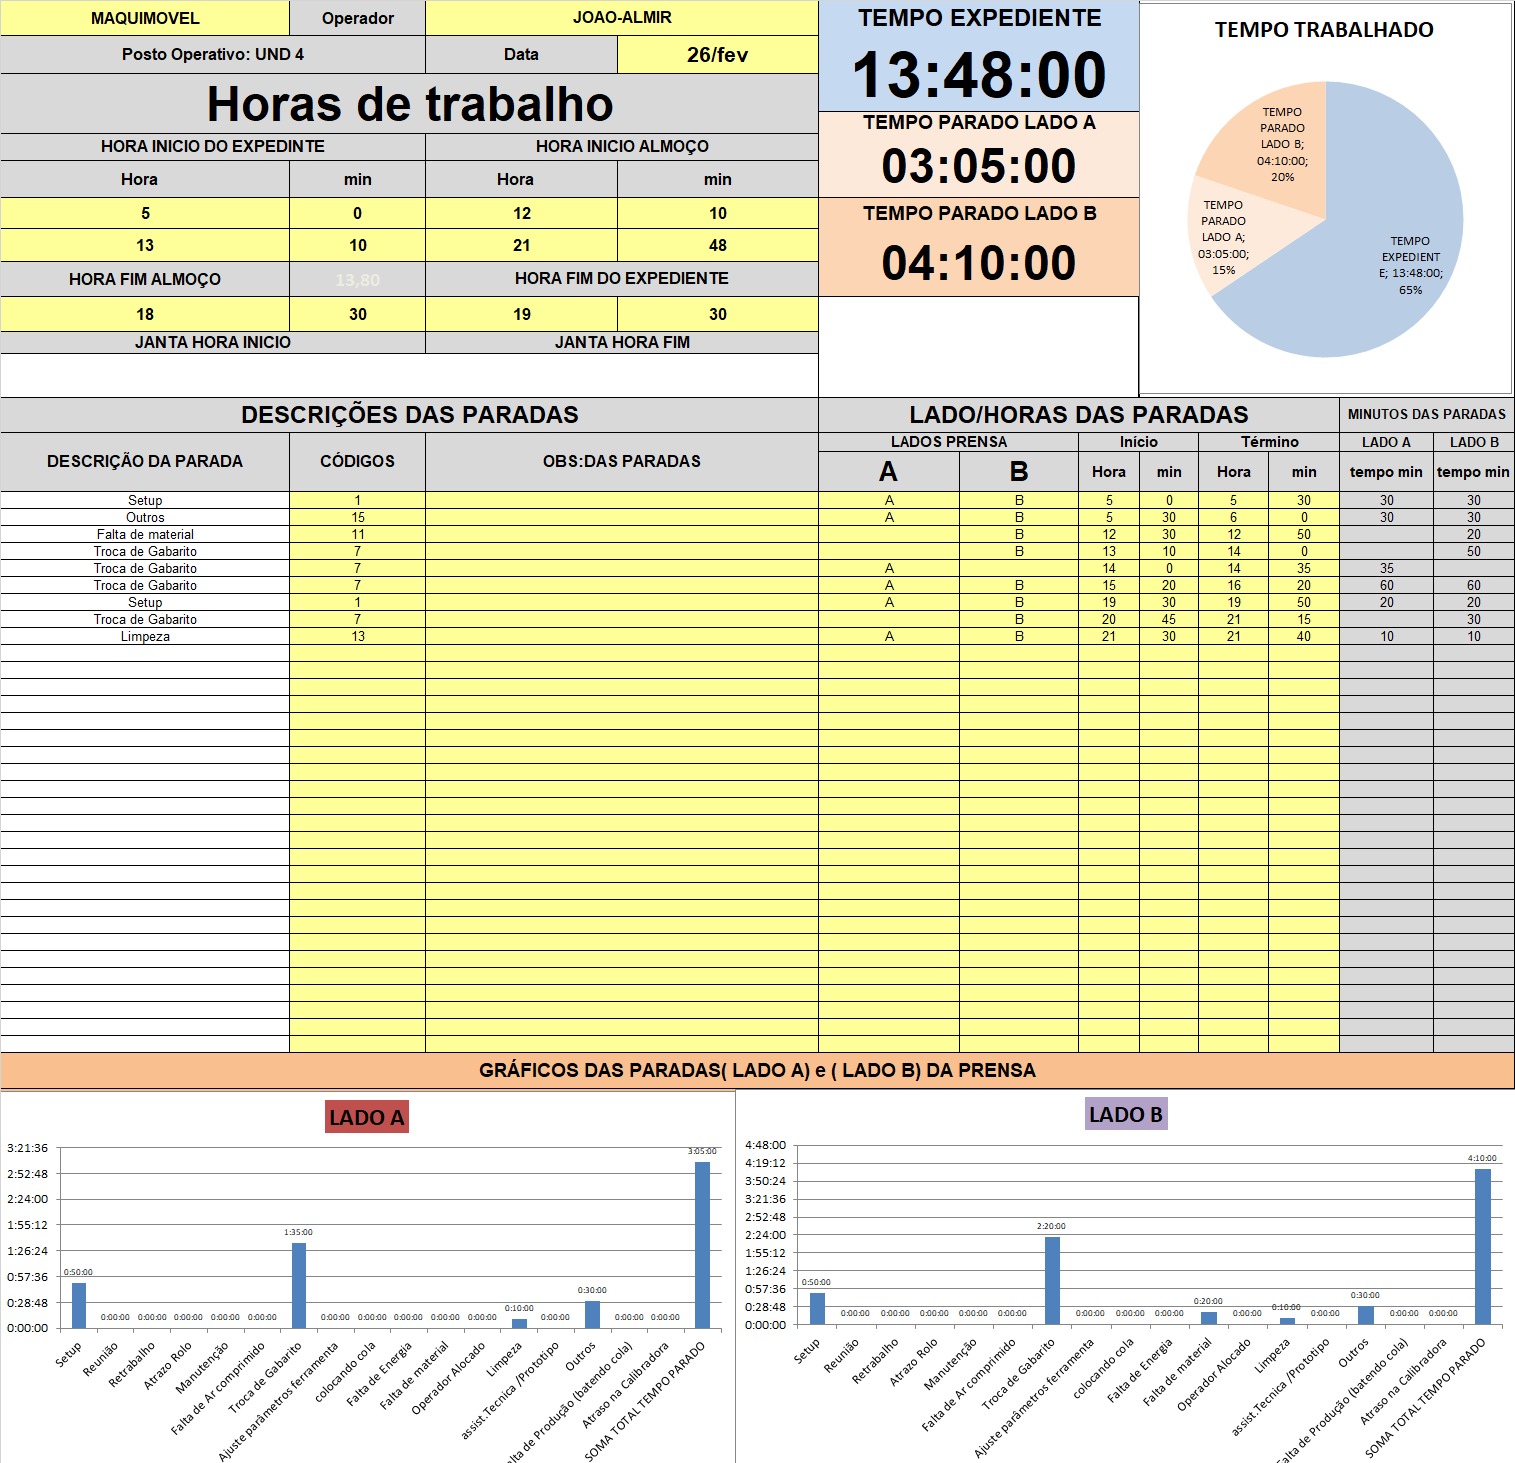 MAQUIMOVEL Operador JOAO-ALMIR
Posto Operativo: UND 4 Data 26/fev
Horas de trabalho
HORA INICIO DO EXPEDINTE HORA INICIO ALMOÇO
Hora min Hora min
5 0 12 10
13 10 21 48
HORA FIM ALMOÇO 13,80 HORA FIM DO EXPEDIENTE
18 30 19 30
JANTA HORA INICIO JANTA HORA FIM
TEMPO EXPEDIENTE
13:48:00
TEMPO PARADO LADO A
03:05:00
TEMPO PARADO LADO B
04:10:00
TEMPO TRABALHADO
TEMPO
PARADO
LADO B;
04:10:00;
20%
TEMPO
PARADO
LADO A;
03:05:00;
15%
TEMPO
EXPEDIENT
E; 13:48:00;
65%
DESCRIÇÕES DAS PARADAS LADO/HORAS DAS PARADAS MINUTOS DAS PARADAS
LADOS PRENSA Início Término LADO A LADO B
DESCRIÇÃO DA PARADA CÓDIGOS OBS:DAS PARADAS A B Hora min Hora min tempo min tempo min
Setup 1 A B 5 0 5 30 30 30
Outros 15 A B 5 30 6 0 30 30
Falta de material 11 B 12 30 12 50 20
Troca de Gabarito 7 B 13 10 14 0 50
Troca de Gabarito 7 A 14 0 14 35 35
Troca de Gabarito 7 A B 15 20 16 20 60 60
Setup 1 A B 19 30 19 50 20 20
Troca de Gabarito 7 B 20 45 21 15 30
Limpeza 13 A B 21 30 21 40 10 10
GRÁFICOS DAS PARADAS( LADO A) e ( LADO B) DA PRENSA
LADO A
3:21:36
2:52:48
2:24:00
1:55:12
1:26:24
0:57:36
0:28:48
0:00:00
0:50:00 0:00:00 0:00:00 0:00:00 0:00:00 0:00:00 1:35:00 0:00:00 0:00:00 0:00:00 0:00:00 0:00:00 0:10:00 0:00:00 0:30:00 0:00:00 0:00:00 3:05:00
Setup
Reunião
Retrabalho
Atrazo Rolo
Manutenção
Falta de Ar comprimido
Troca de Gabarito
Ajuste parâmetros ferramenta
colocando cola
Falta de Energia
Falta de material
Operador Alocado
Limpeza
assist.Tecnica /Prototipo
Outros
alta de Produção (batendo cola)
Atraso na Calibradora
SOMA TOTAL TEMPO PARADO
LADO B
4:48:00
4:19:12
3:50:24
3:21:36
2:52:48
2:24:00
1:55:12
1:26:24
0:57:36
0:28:48
0:00:00
0:50:00 0:00:00 0:00:00 0:00:00 0:00:00 0:00:00 2:20:00 0:00:00 0:00:00 0:00:00 0:20:00 0:00:00 0:10:00 0:00:00 0:30:00 0:00:00 0:00:00 4:10:00
Setup
Reunião
Retrabalho
Atrazo Rolo
Manutenção
Falta de Ar comprimido
Troca de Gabarito
Ajuste parâmetros ferramenta
colocando cola
Falta de Energia
Falta de material
Operador Alocado
Limpeza
assist.Tecnica /Prototipo
Outros
alta de Produção (batendo cola)
Atraso na Calibradora
SOMA TOTAL TEMPO PARADO